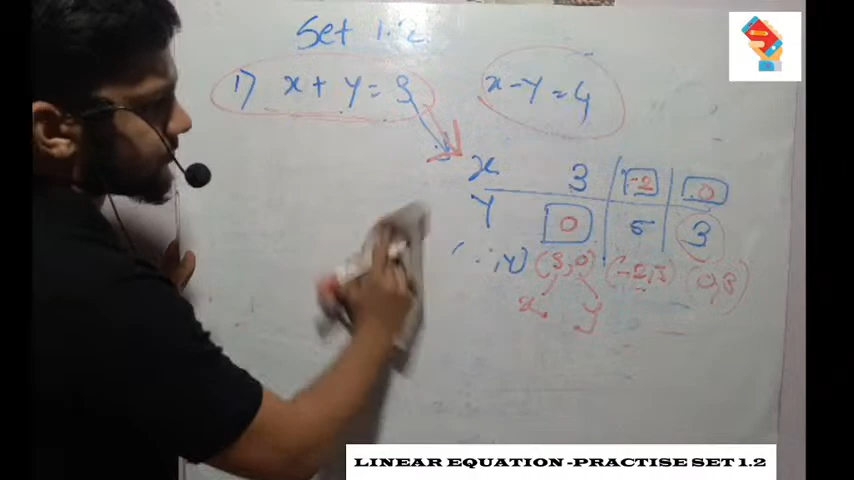 Set 1.2
1) x + y = 3 x - y = 4
x 3 -2 0
y 0 5 3
(3,0) (-2,5) (0,3)
x y
LINEAR EQUATION -PRACTISE SET 1.2